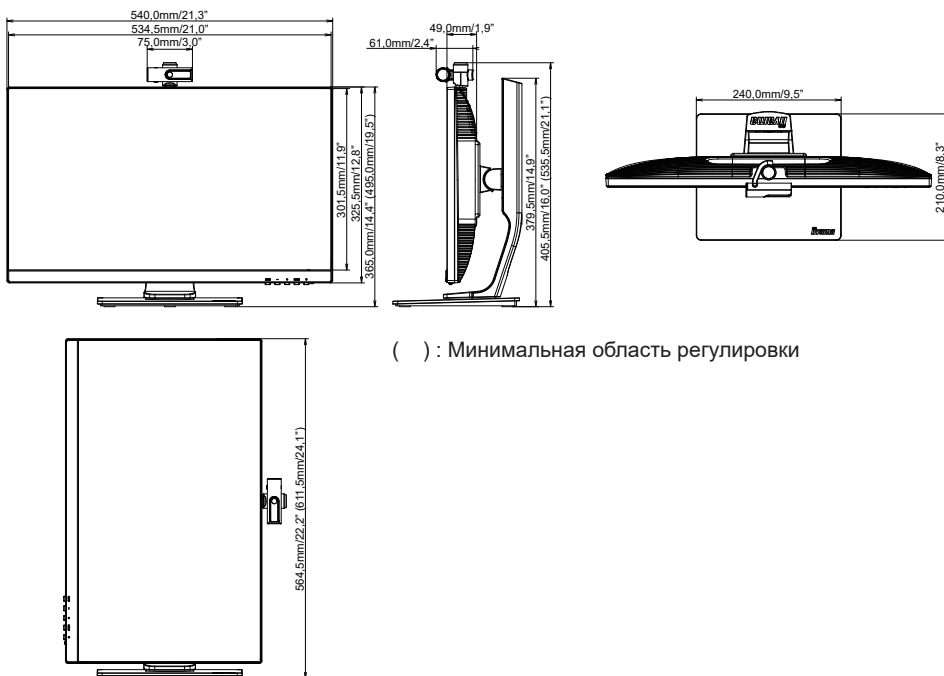 540,0mm/21,3”
534,5mm/21,0”
75,0mm/3,0”
301,5mm/11,9”
325,5mm/12,8”
365,0mm/14,4” (495,0mm/19,5”)
49,0mm/1,9”
61,0mm/2,4”
379,5mm/14,9”
405,5mm/16,0” (535,5mm/21,1”)
240,0mm/9,5”
iiyama
210,0mm/8,3”
iiyama
( ) : Минимальная область регулировки
564,5mm/22,2” (611,5mm/24,1”)